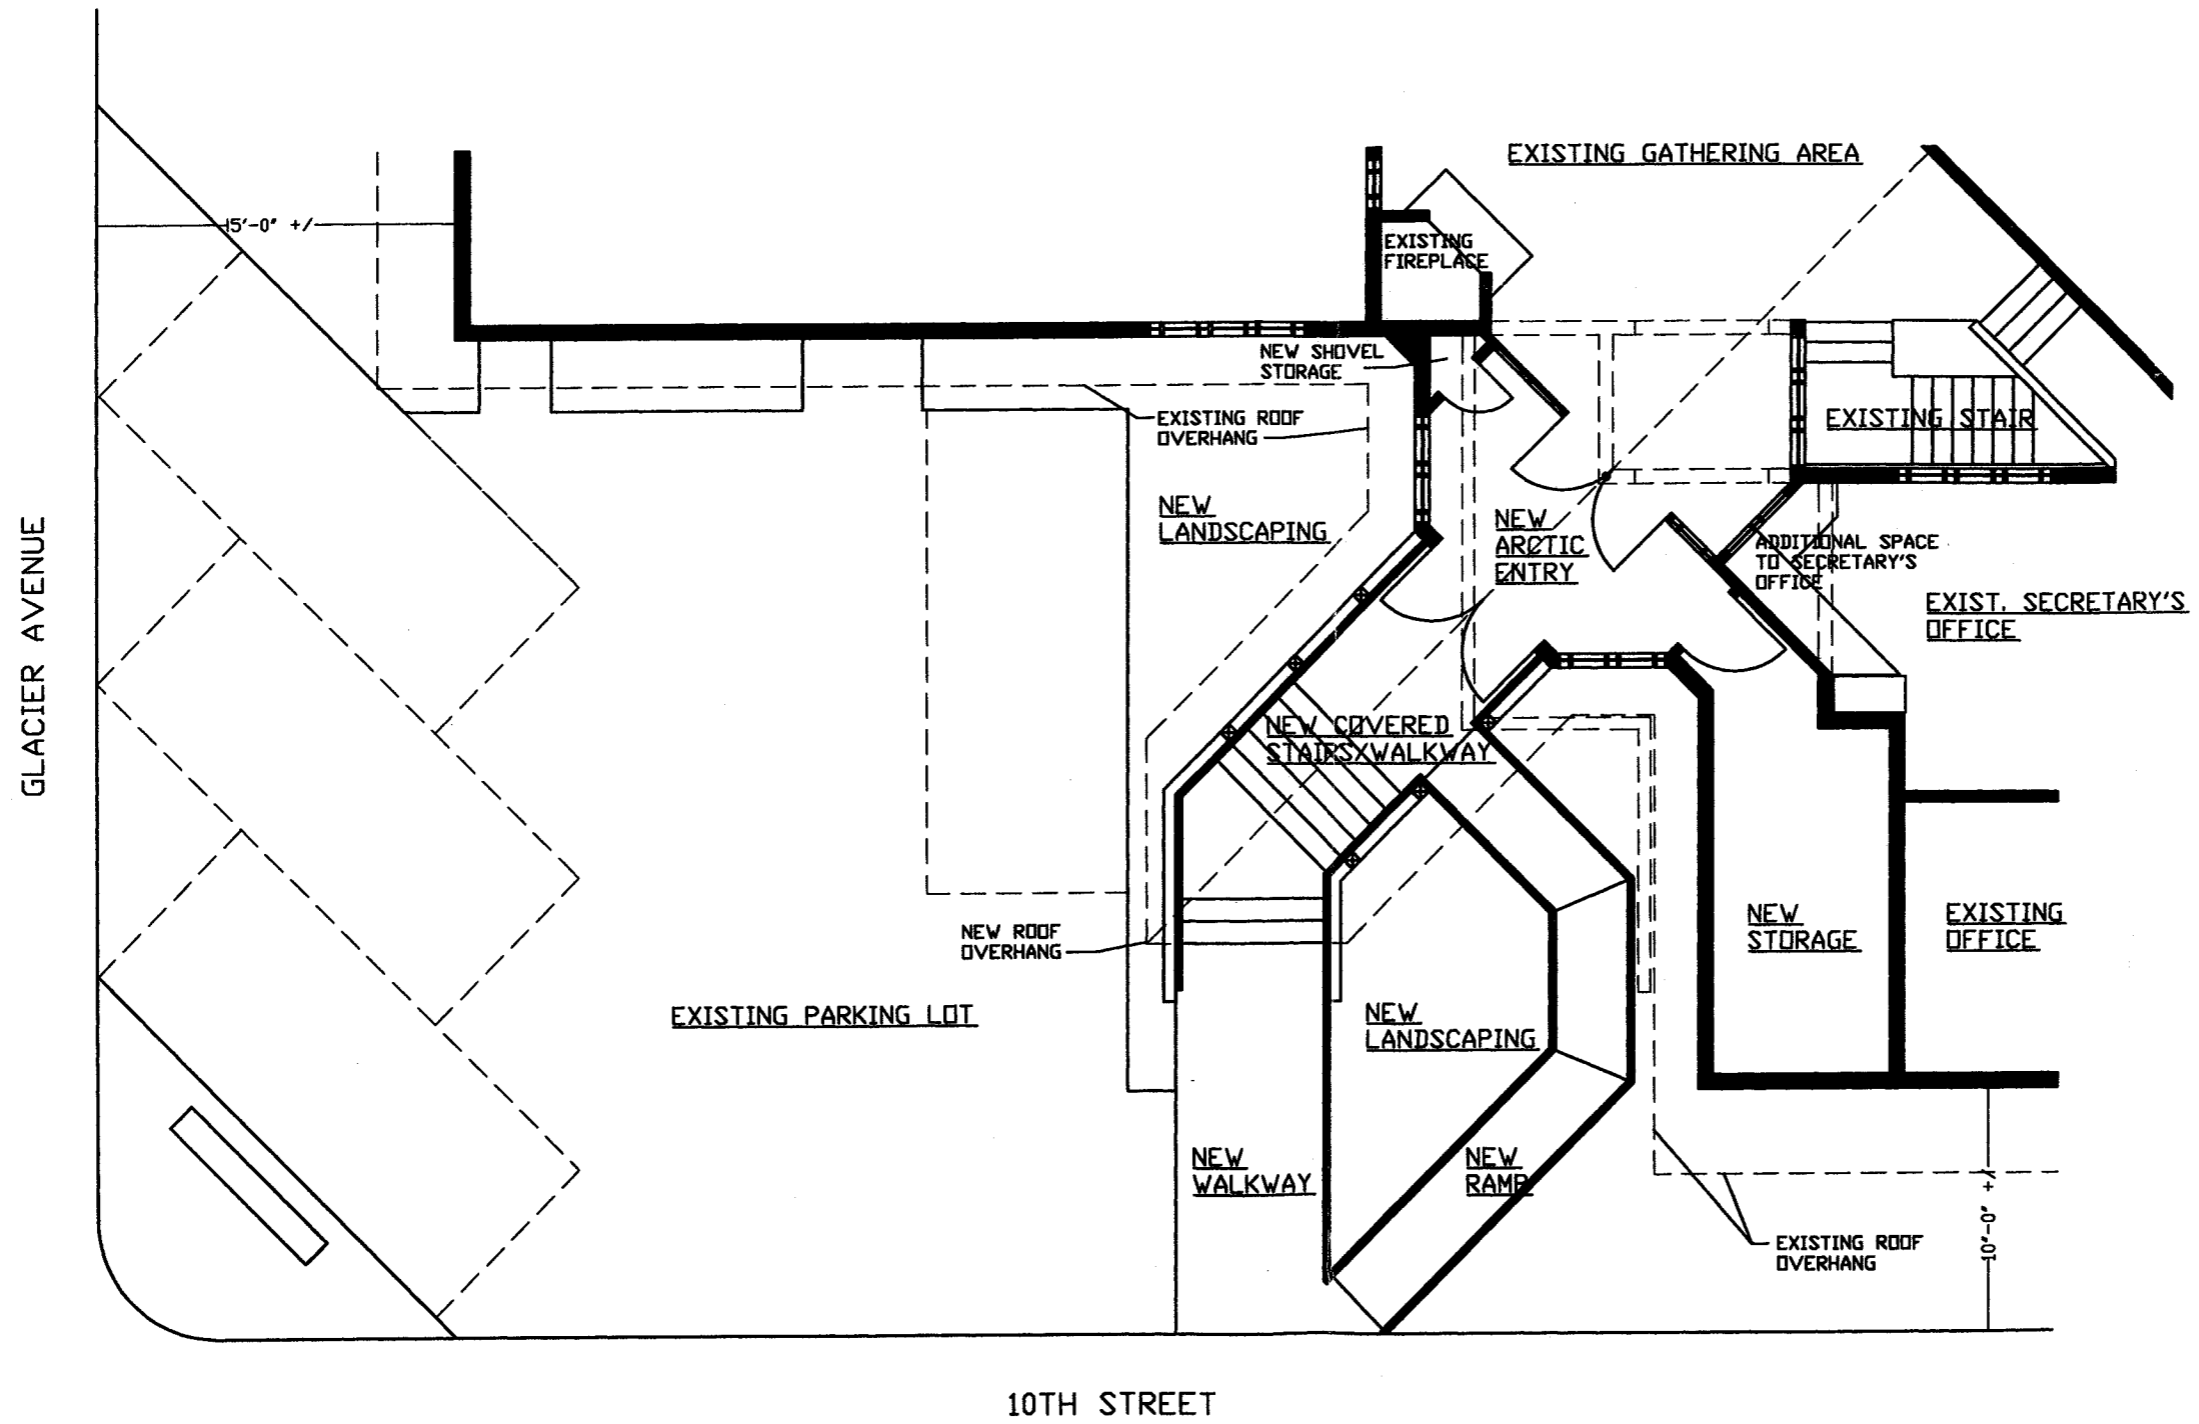 EXISTING GATHERING AREA
15'-0" +/-
EXISTING
FIREPLACE
NEW SHOVEL
STORAGE
EXISTING ROOF
OVERHANG
EXISTING STAIR
NEW
LANDSCAPING
NEW
ARCTIC
ENTRY
ADDITIONAL SPACE
TO SECRETARY'S
OFFICE
EXIST. SECRETARY'S
OFFICE
GLACIER AVENUE
NEW COVERED
STAIRS/WALKWAY
NEW ROOF
OVERHANG
NEW
STORAGE
EXISTING
OFFICE
EXISTING PARKING LOT
NEW
LANDSCAPING
NEW
WALKWAY
NEW
RAMP
10'-0" +/-
EXISTING ROOF
OVERHANG
10TH STREET